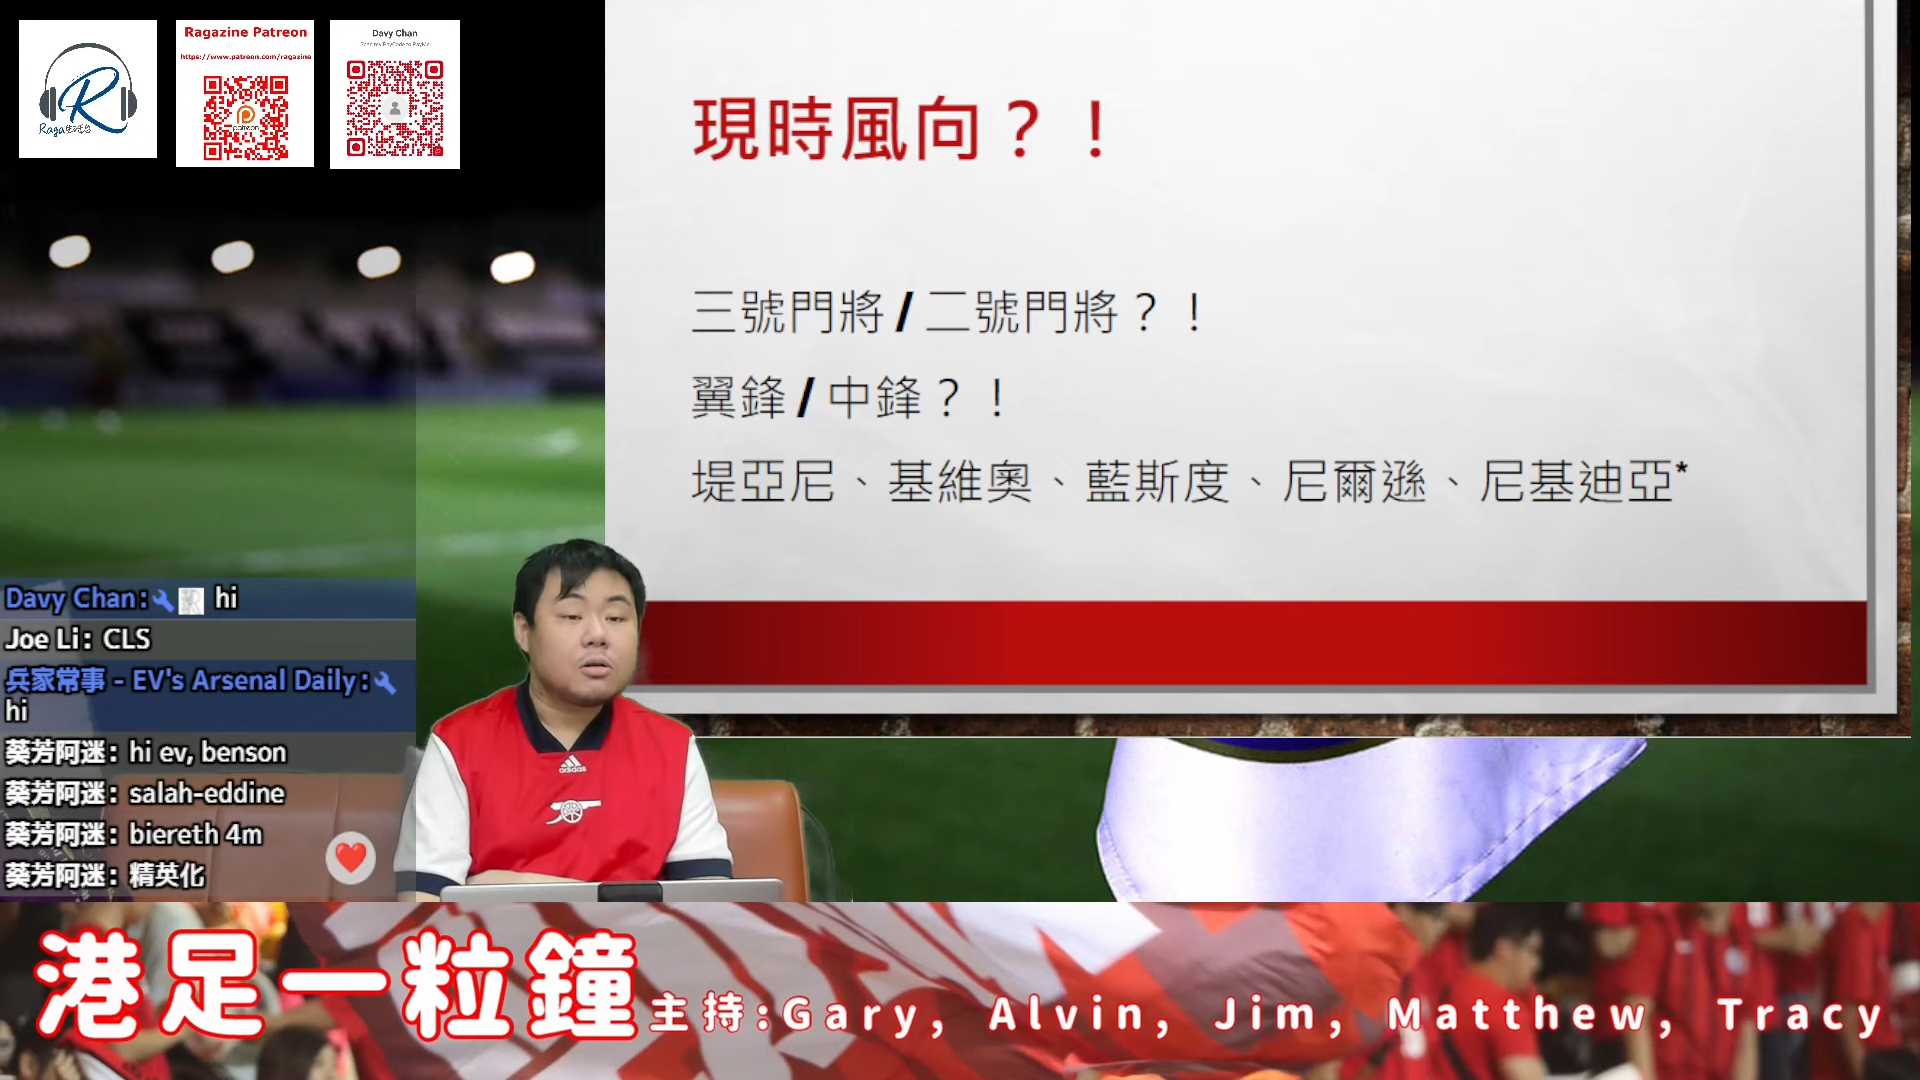 Ragazine Patreon
https://www.patreon.com/ragazine
patreon
Davy Chan
現時風向？！
三號門將/二號門將？！
翼鋒/中鋒？！
堤亞尼、基維奧、藍斯度、尼爾遜、尼基迪亞*
Davy Chan: hi
Joe Li: CLS
兵家常事 - EV's Arsenal Daily:
hi
葵芳阿迷: hi ev, benson
葵芳阿迷: salah-eddine
葵芳阿迷: biereth 4m
葵芳阿迷: 精英化
adidas
港足一粒鐘
主持:Gary, Alvin, Jim, Matthew, Tracy